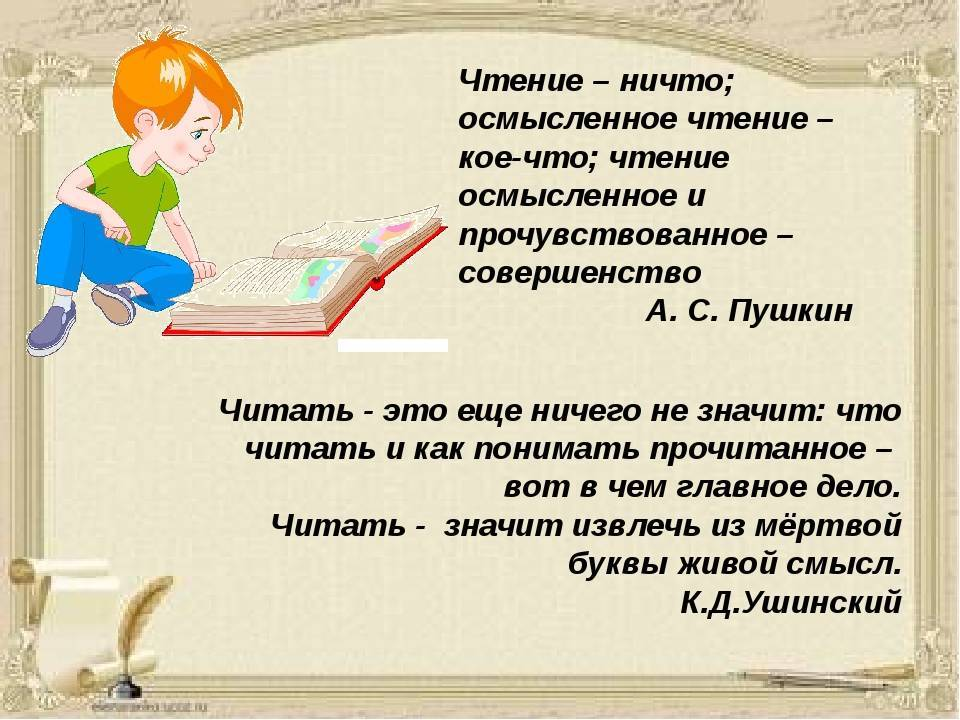 Чтение – ничто;
осмысленное чтение –
кое-что; чтение
осмысленное и
прочувствованное –
совершенство
А. С. Пушкин
Читать - это еще ничего не значит: что
читать и как понимать прочитанное –
вот в чем главное дело.
Читать -  значит извлечь из мёртвой
буквы живой смысл.
К.Д.Ушинский